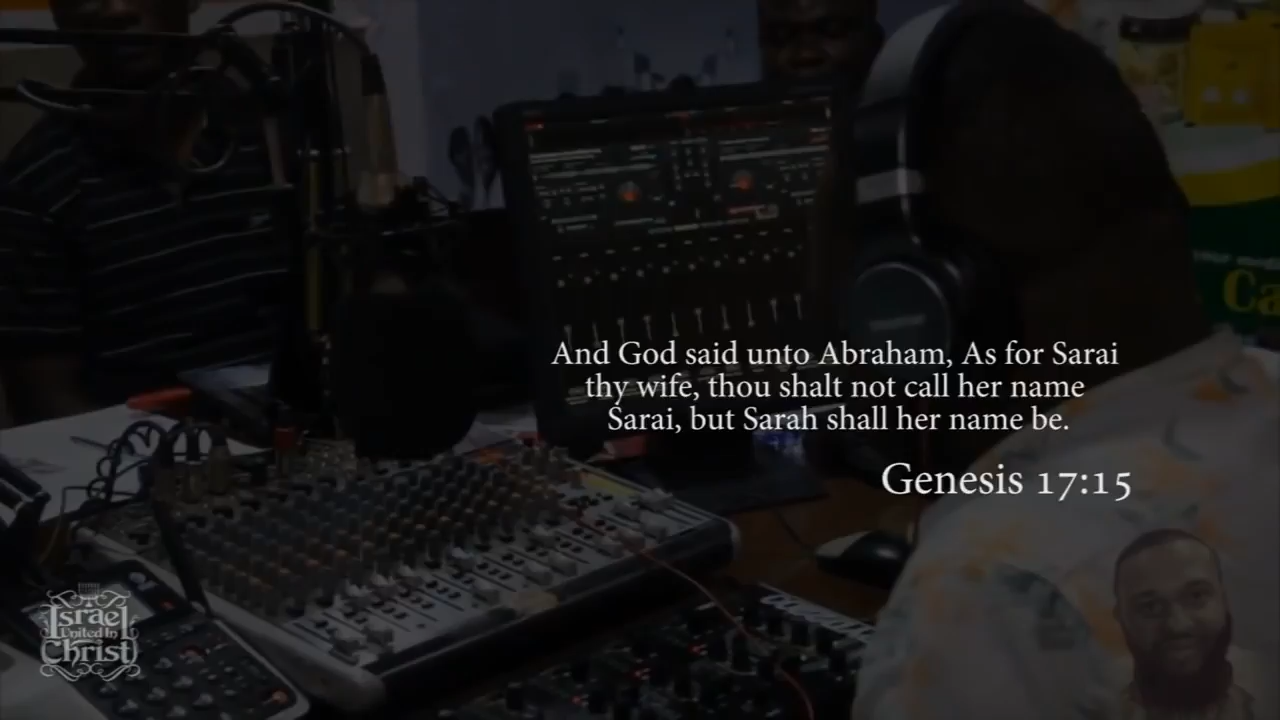 And God said unto Abraham, As for Sarai
thy wife, thou shalt not call her name
Sarai, but Sarah shall her name be.
Genesis 17:15
Ca
Israel
United In
Christ